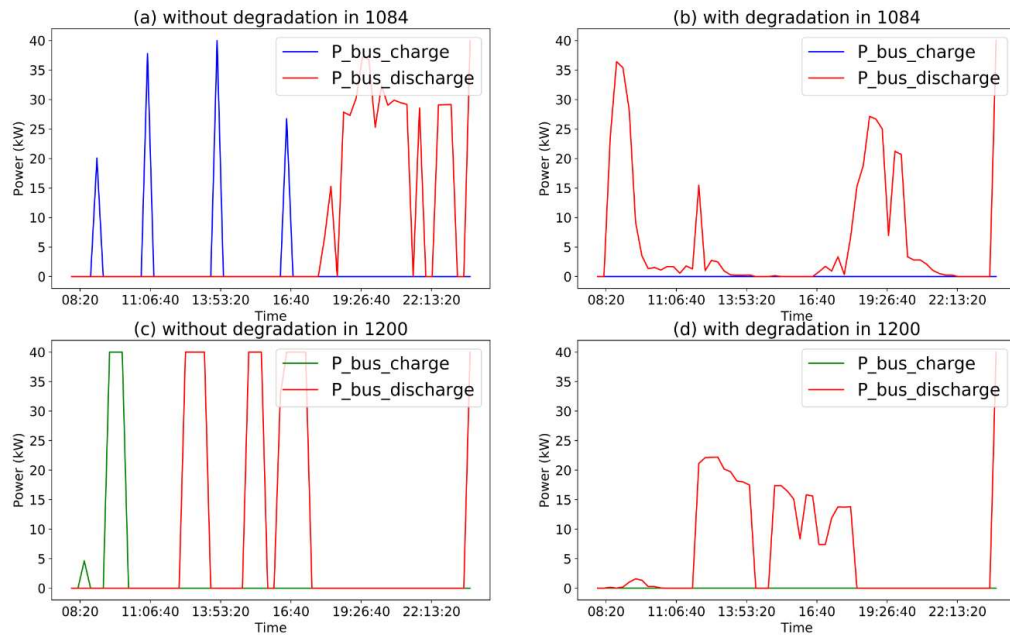 (a) without degradation in 1084
40
35
30
25
20
15
10
5
0
Power (kW)
P_bus_charge
P_bus_discharge
08:20 11:06:40 13:53:20 16:40 19:26:40 22:13:20
Time
(b) with degradation in 1084
40
35
30
25
20
15
10
5
0
Power (kW)
P_bus_charge
P_bus_discharge
08:20 11:06:40 13:53:20 16:40 19:26:40 22:13:20
Time
(c) without degradation in 1200
40
35
30
25
20
15
10
5
0
Power (kW)
P_bus_charge
P_bus_discharge
08:20 11:06:40 13:53:20 16:40 19:26:40 22:13:20
Time
(d) with degradation in 1200
40
35
30
25
20
15
10
5
0
Power (kW)
P_bus_charge
P_bus_discharge
08:20 11:06:40 13:53:20 16:40 19:26:40 22:13:20
Time